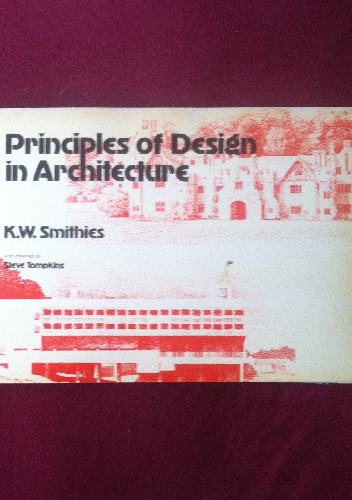 Principles of Design
in Architecture
K.W. Smithies
with drawings by
Steve Tompkins